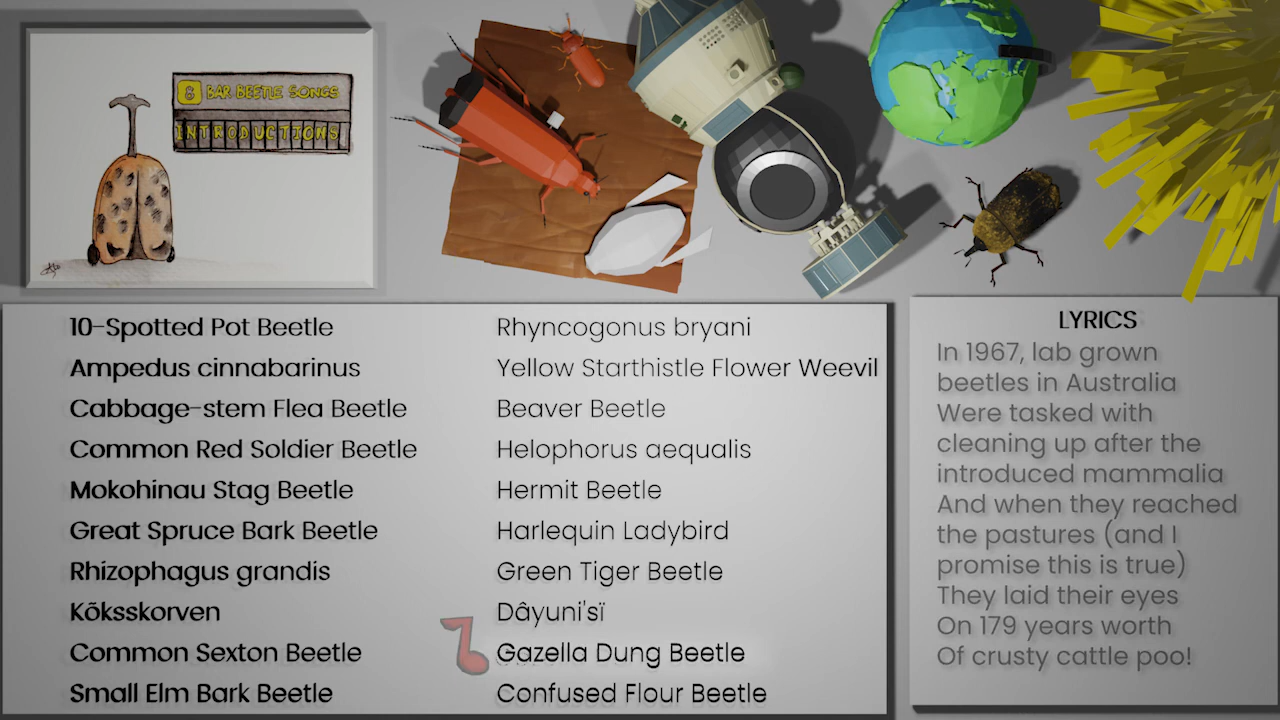 8 BAR BEETLE SONGS
INTRODUCTIONS
10-Spotted Pot Beetle
Ampedus cinnabarinus
Cabbage-stem Flea Beetle
Common Red Soldier Beetle
Mokohinau Stag Beetle
Great Spruce Bark Beetle
Rhizophagus grandis
Kõksskorven
Common Sexton Beetle
Small Elm Bark Beetle
Rhyncogonus bryani
Yellow Starthistle Flower Weevil
Beaver Beetle
Helophorus aequalis
Hermit Beetle
Harlequin Ladybird
Green Tiger Beetle
Dâyuni'sï
Gazella Dung Beetle
Confused Flour Beetle
LYRICS
In 1967, lab grown
beetles in Australia
Were tasked with
cleaning up after the
introduced mammalia
And when they reached
the pastures (and I
promise this is true)
They laid their eyes
On 179 years worth
Of crusty cattle poo!